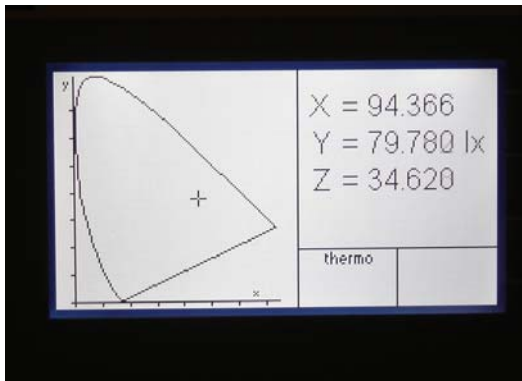 y
X = 94.366
Y = 79.780 lx
Z = 34.620
thermo
x